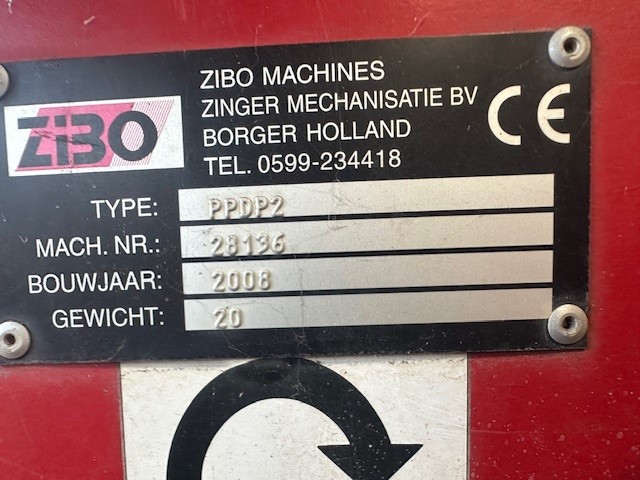 ZIBO
ZIBO MACHINES
ZINGER MECHANISATIE BV
BORGER HOLLAND
TEL. 0599-234418
CE
TYPE: PPDP2
MACH. NR.: 28136
BOUWJAAR: 2008
GEWICHT: 20